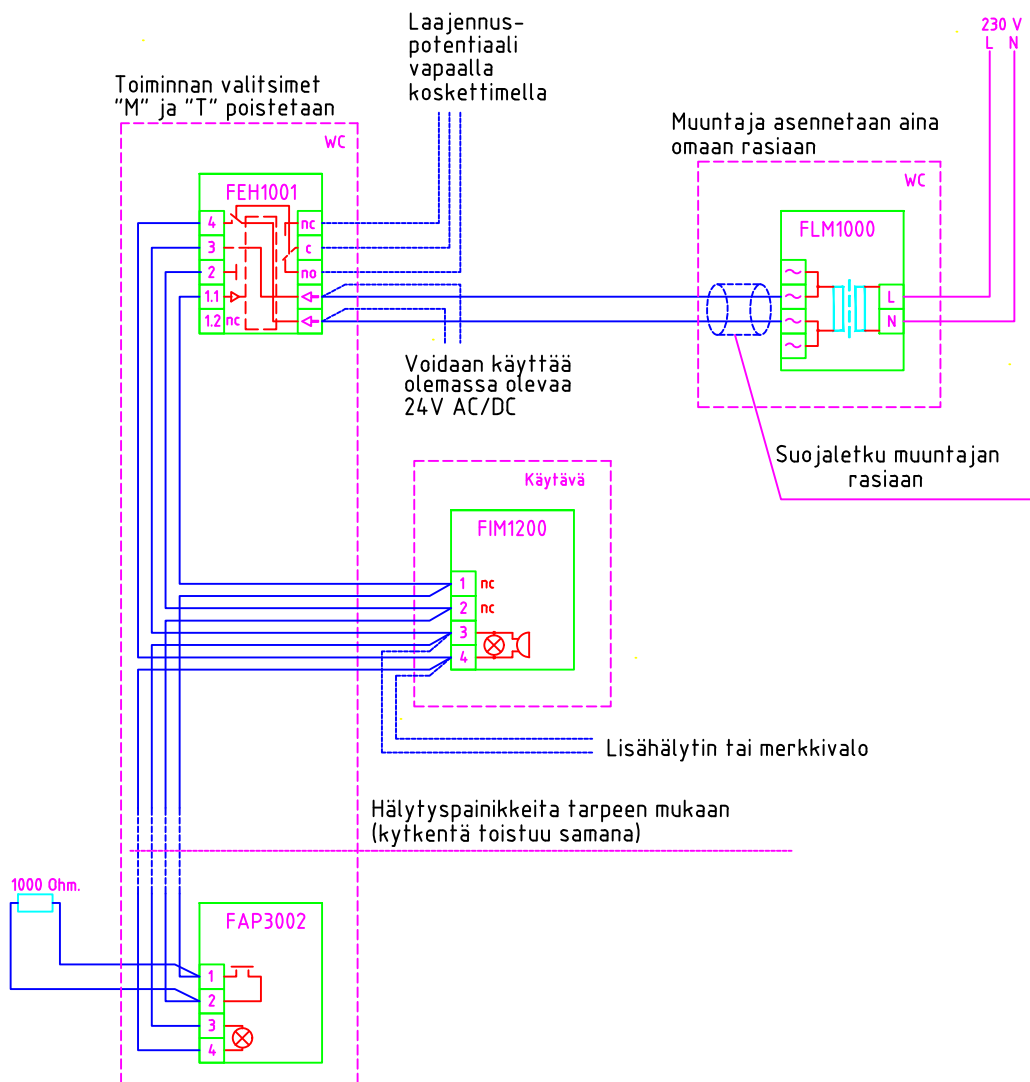 Laajennus-
potentiaali
vapaalla
koskettimella
230 V
L N
Toiminnan valitsimet
"M" ja "T" poistetaan
WC
Muuntaja asennetaan aina
omaan rasiaan
WC
FEH1001
4
3
2
1.1
1.2 nc
nc
c
no
FLM1000
~
~
~
~
L
N
Voidaan käyttää
olemassa olevaa
24V AC/DC
Suojaletku muuntajan
rasiaan
Käytävä
FIM1200
1 nc
2 nc
3
4
Lisähälytin tai merkkivalo
Hälytyspainikkeita tarpeen mukaan
(kytkentä toistuu samana)
1000 Ohm.
FAP3002
1
2
3
4